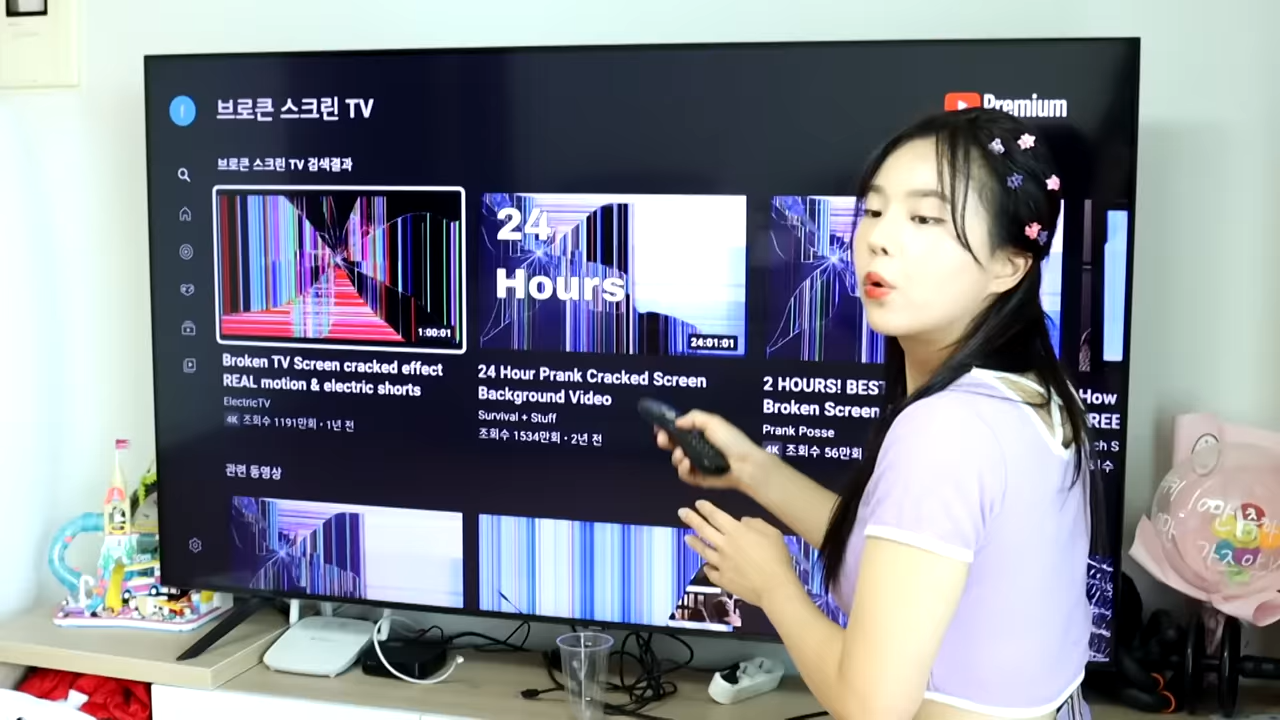 브로큰 스크린 TV
Premium
브로큰 스크린 TV 검색결과
1:00:01
Broken TV Screen cracked effect
REAL motion & electric shorts
ElectricTV
4K 조회수 1191만회 • 1년 전
24
Hours
24:01:01
24 Hour Prank Cracked Screen
Background Video
Survival + Stuff
조회수 1534만회 • 2년 전
2 HOURS! BEST
Broken Screen
Prank Posse
4K 조회수 56만회
How
관련 동영상